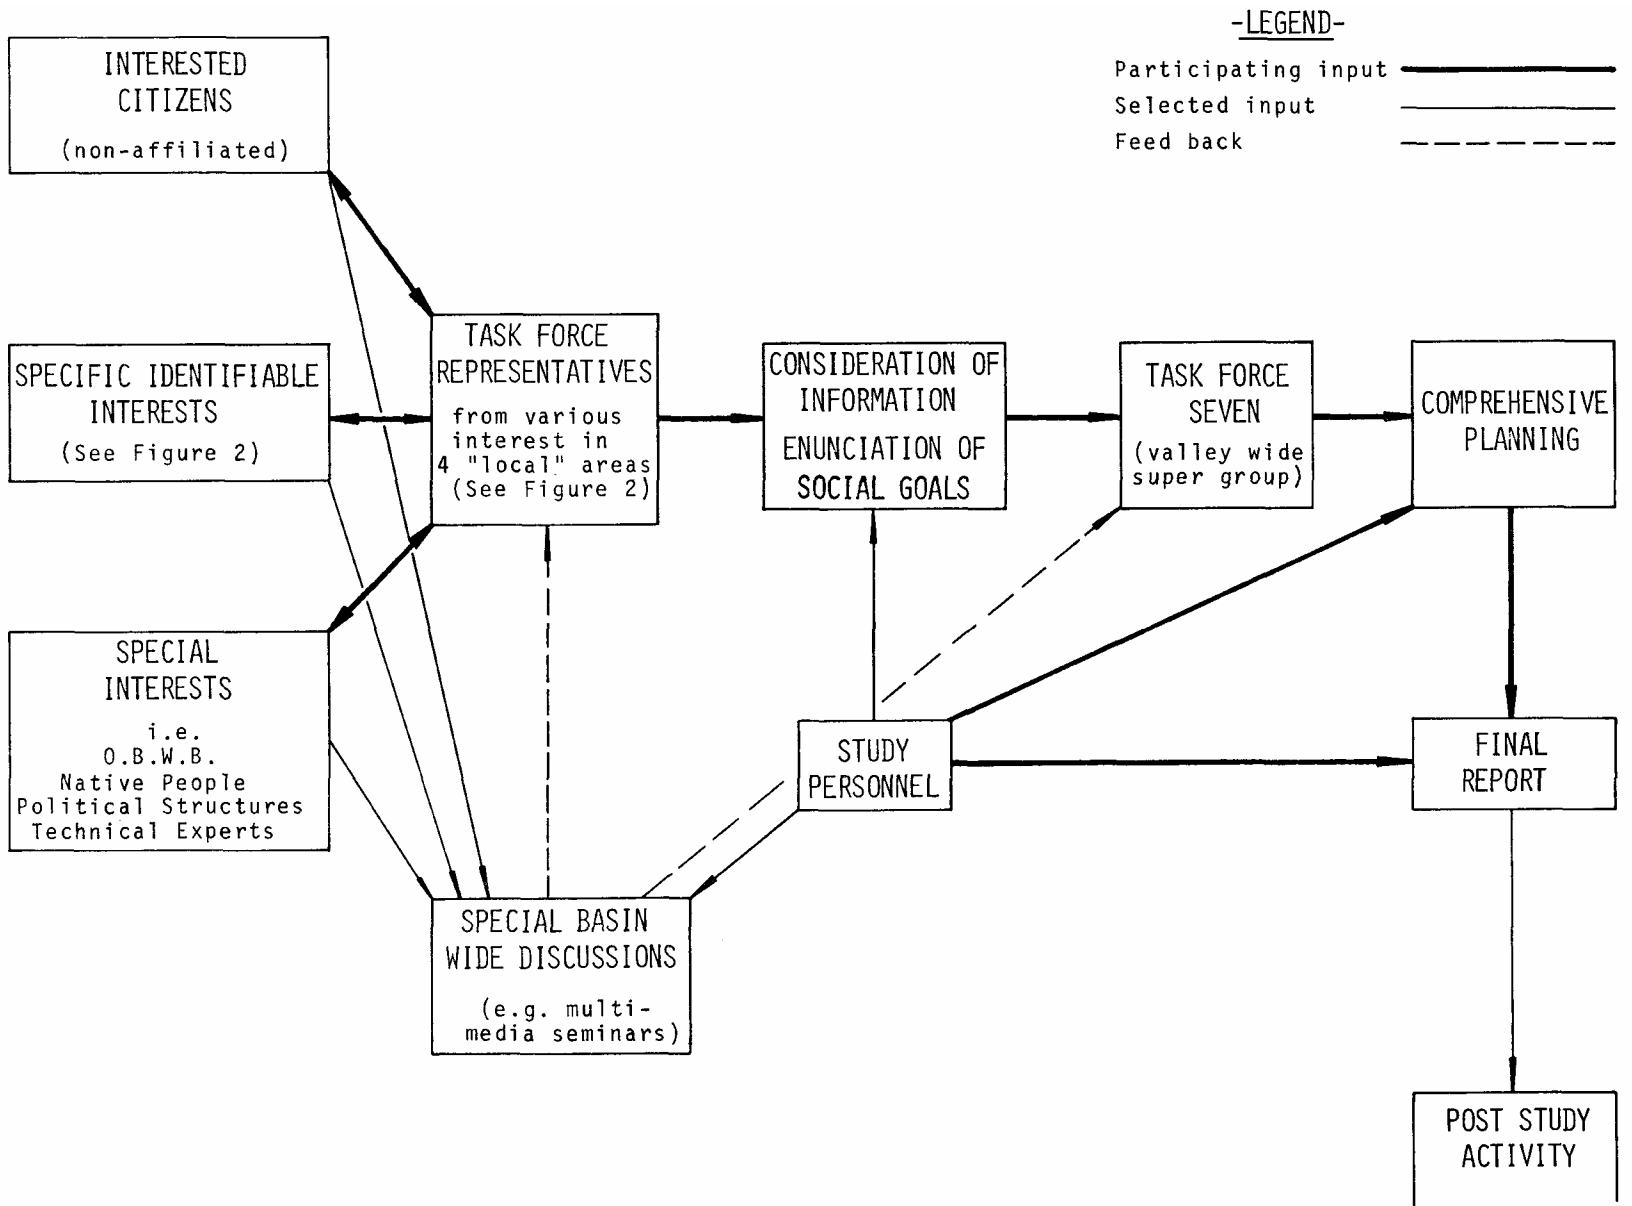 -LEGEND-
Participating input
Selected input
Feed back
INTERESTED
CITIZENS
(non-affiliated)
SPECIFIC IDENTIFIABLE
INTERESTS
(See Figure 2)
SPECIAL
INTERESTS
i.e.
O.B.W.B.
Native People
Political Structures
Technical Experts
TASK FORCE
REPRESENTATIVES
from various
interest in
4 "local" areas
(See Figure 2)
CONSIDERATION OF
INFORMATION
ENUNCIATION OF
SOCIAL GOALS
TASK FORCE
SEVEN
(valley wide
super group)
COMPREHENSIVE
PLANNING
STUDY
PERSONNEL
FINAL
REPORT
SPECIAL BASIN
WIDE DISCUSSIONS
(e.g. multi-
media seminars)
POST STUDY
ACTIVITY